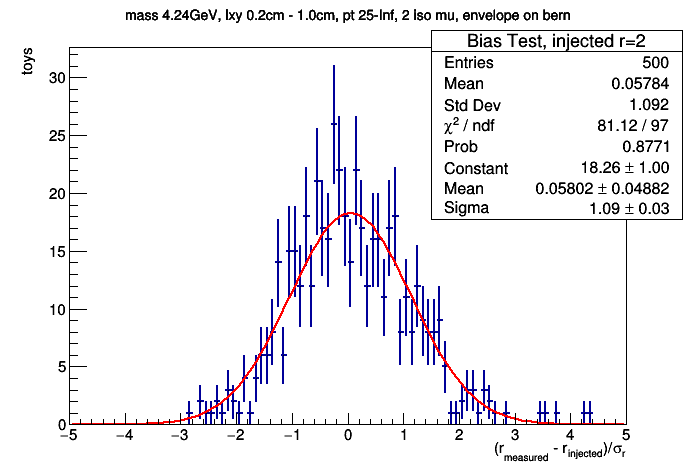 mass 4.24GeV, lxy 0.2cm - 1.0cm, pt 25-Inf, 2 Iso mu, envelope on bern
toys
Bias Test, injected r=2
Entries 500
Mean 0.05784
Std Dev 1.092
χ² / ndf 81.12 / 97
Prob 0.8771
Constant 18.26 ± 1.00
Mean 0.05802 ± 0.04882
Sigma 1.09 ± 0.03
30
25
20
15
10
5
0
−5 −4 −3 −2 −1 0 1 2 3 4 5
(r_measured - r_injected)/σ_r